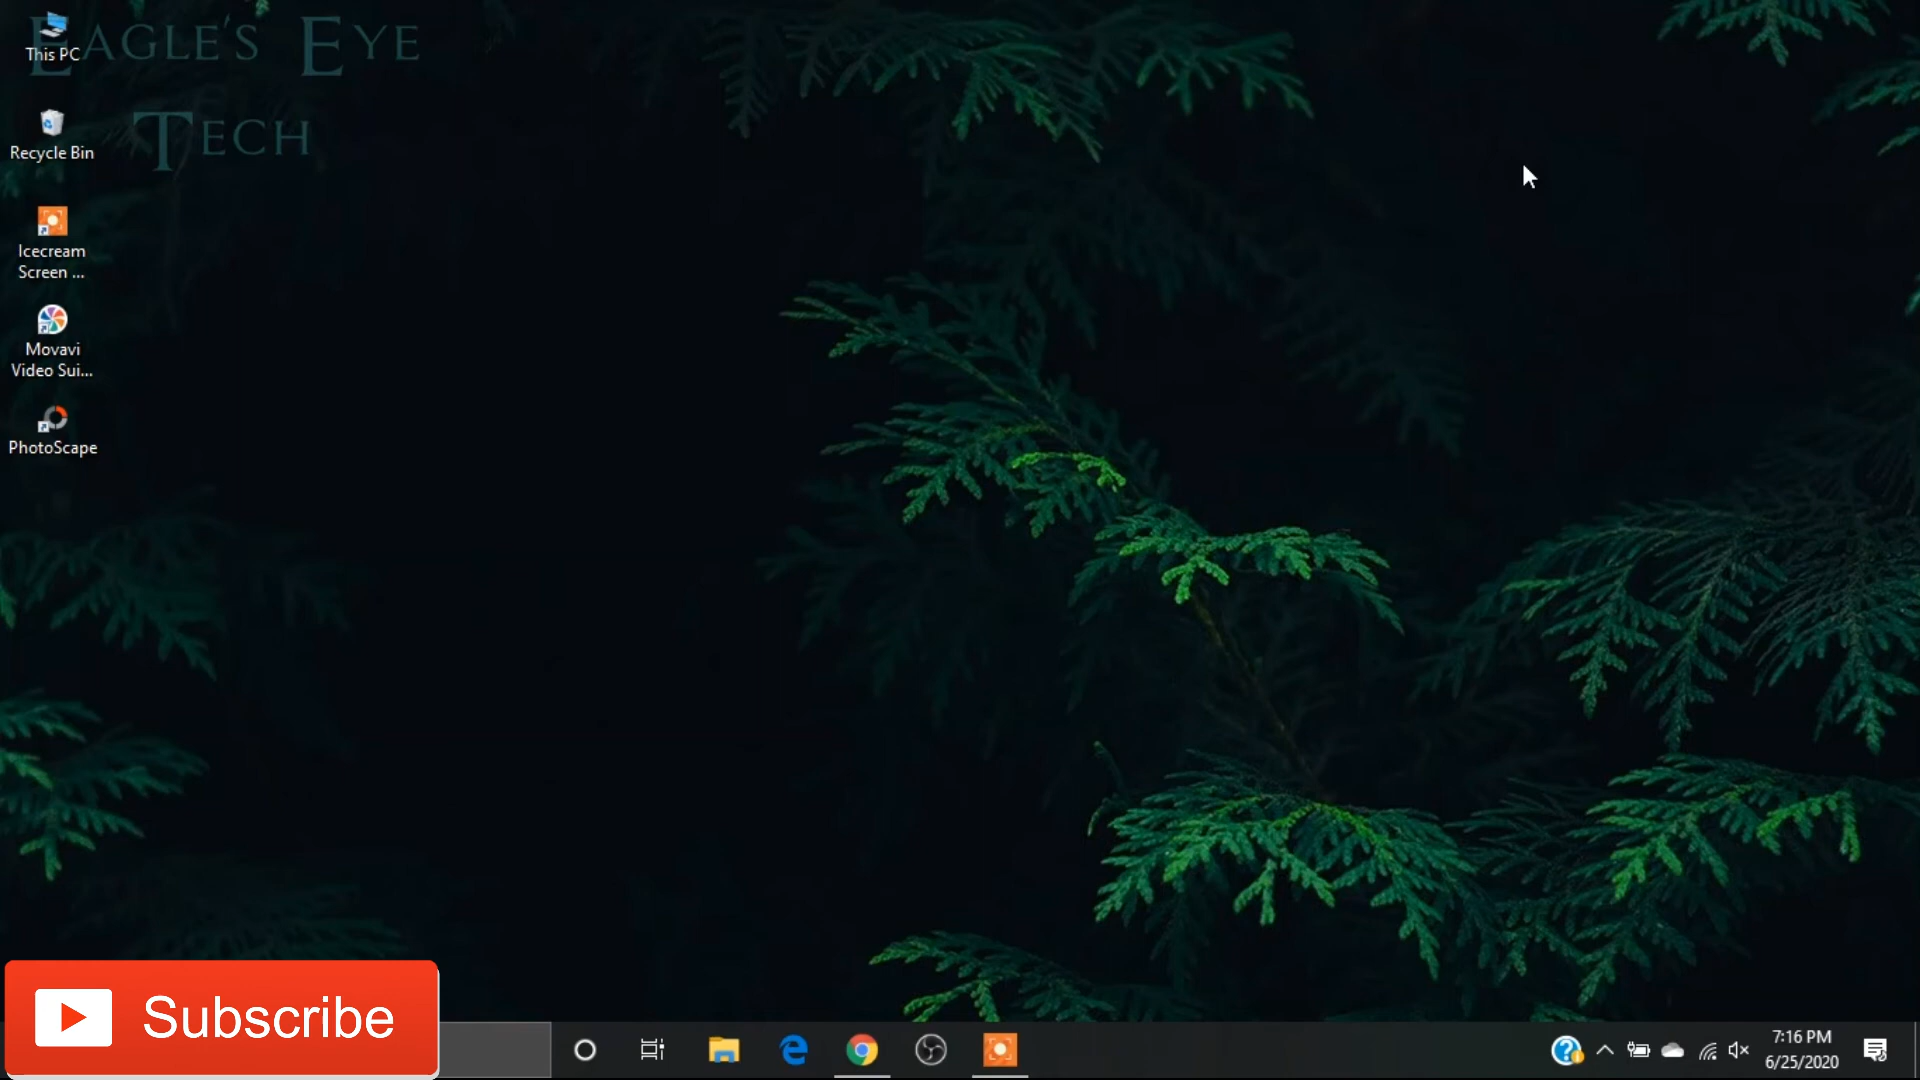 EAGLE'S EYE
TECH
This PC
Recycle Bin
Icecream
Screen ...
Movavi
Video Sui...
PhotoScape
Subscribe
7:16 PM
6/25/2020